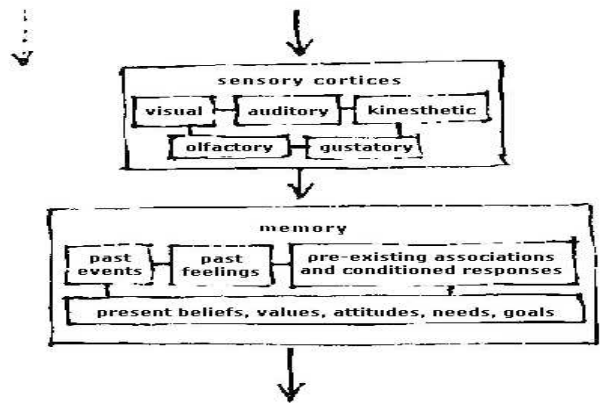 sensory cortices
visual auditory kinesthetic
olfactory gustatory
memory
past events
past feelings
pre-existing associations
and conditioned responses
present beliefs, values, attitudes, needs, goals